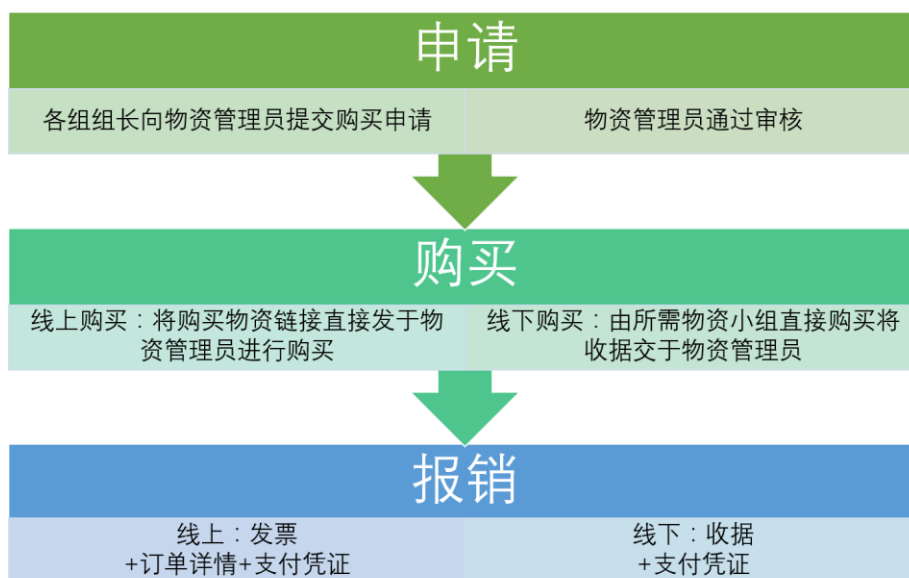 申请
各组组长向物资管理员提交购买申请
物资管理员通过审核
购买
线上购买：将购买物资链接直接发于物
资管理员进行购买
线下购买：由所需物资小组直接购买将
收据交于物资管理员
报销
线上：发票
+订单详情+支付凭证
线下：收据
+支付凭证